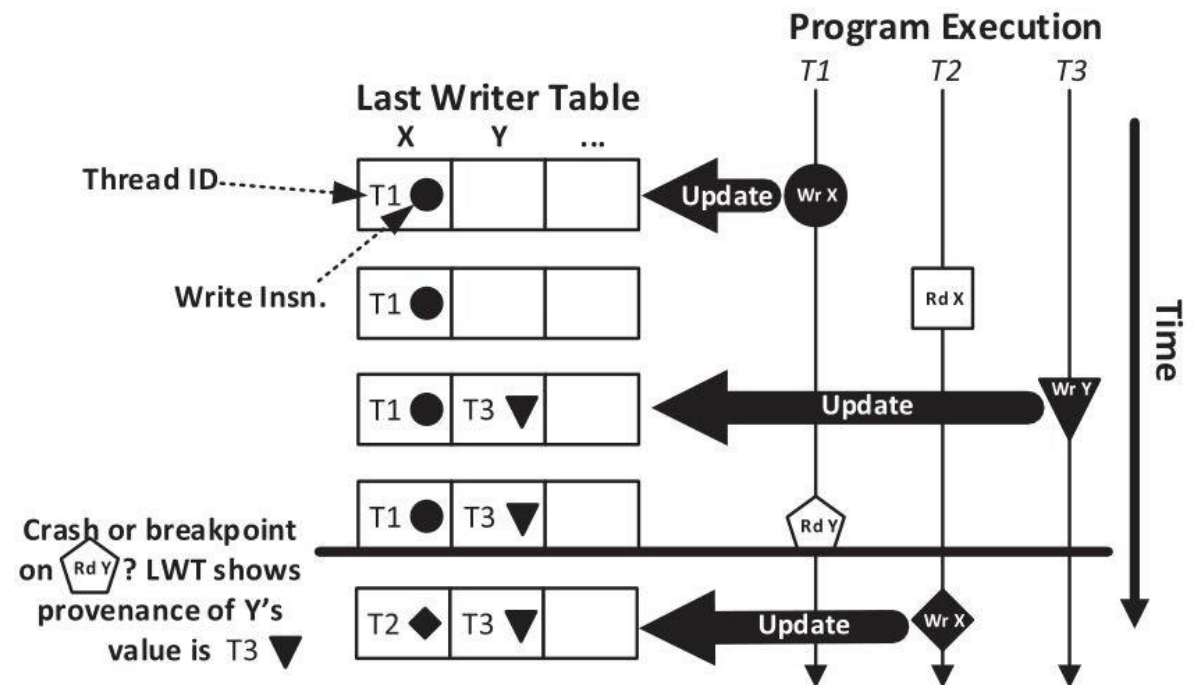 Program Execution
T1 T2 T3
Last Writer Table
X Y ...
Thread ID
T1
Update
Wr X
Write Insn.
T1
Rd X
Time
T1 T3
Update
Wr Y
T1 T3
Rd Y
Crash or breakpoint
on Rd Y ? LWT shows
provenance of Y's
value is T3
T2 T3
Update
Wr X